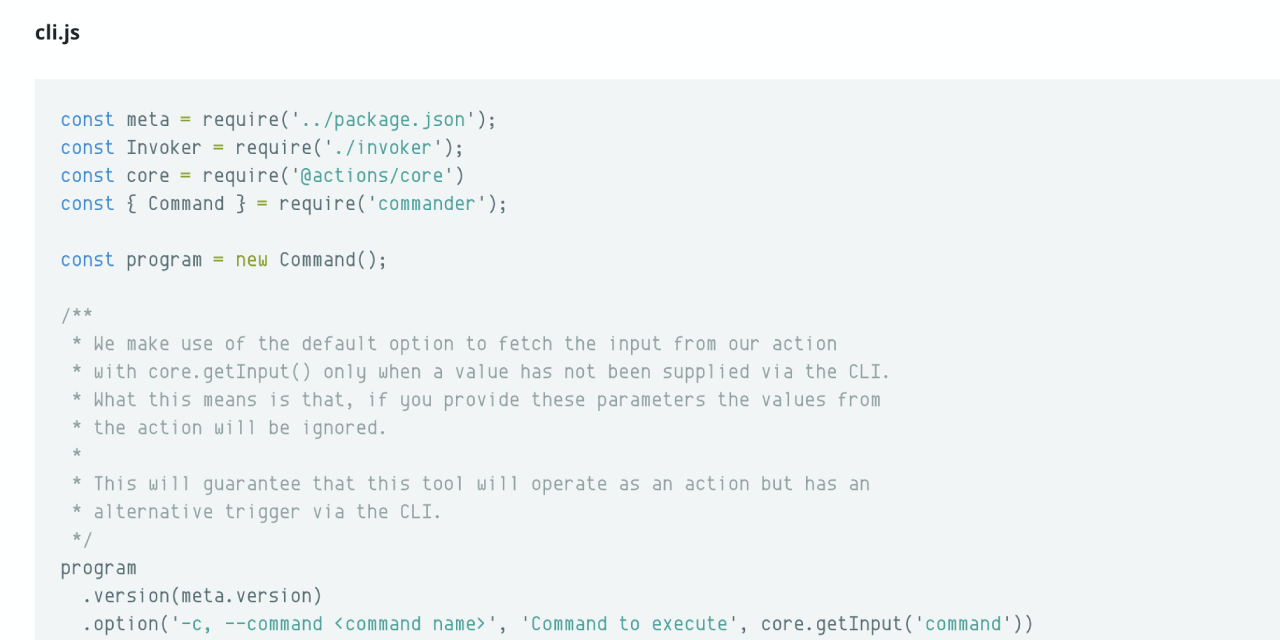 cli.js
const meta = require('../package.json');
const Invoker = require('./invoker');
const core = require('@actions/core')
const { Command } = require('commander');
const program = new Command();
/**
 * We make use of the default option to fetch the input from our action
 * with core.getInput() only when a value has not been supplied via the CLI.
 * What this means is that, if you provide these parameters the values from
 * the action will be ignored.
 *
 * This will guarantee that this tool will operate as an action but has an
 * alternative trigger via the CLI.
 */
program
  .version(meta.version)
  .option('-c, --command <command name>', 'Command to execute', core.getInput('command'))